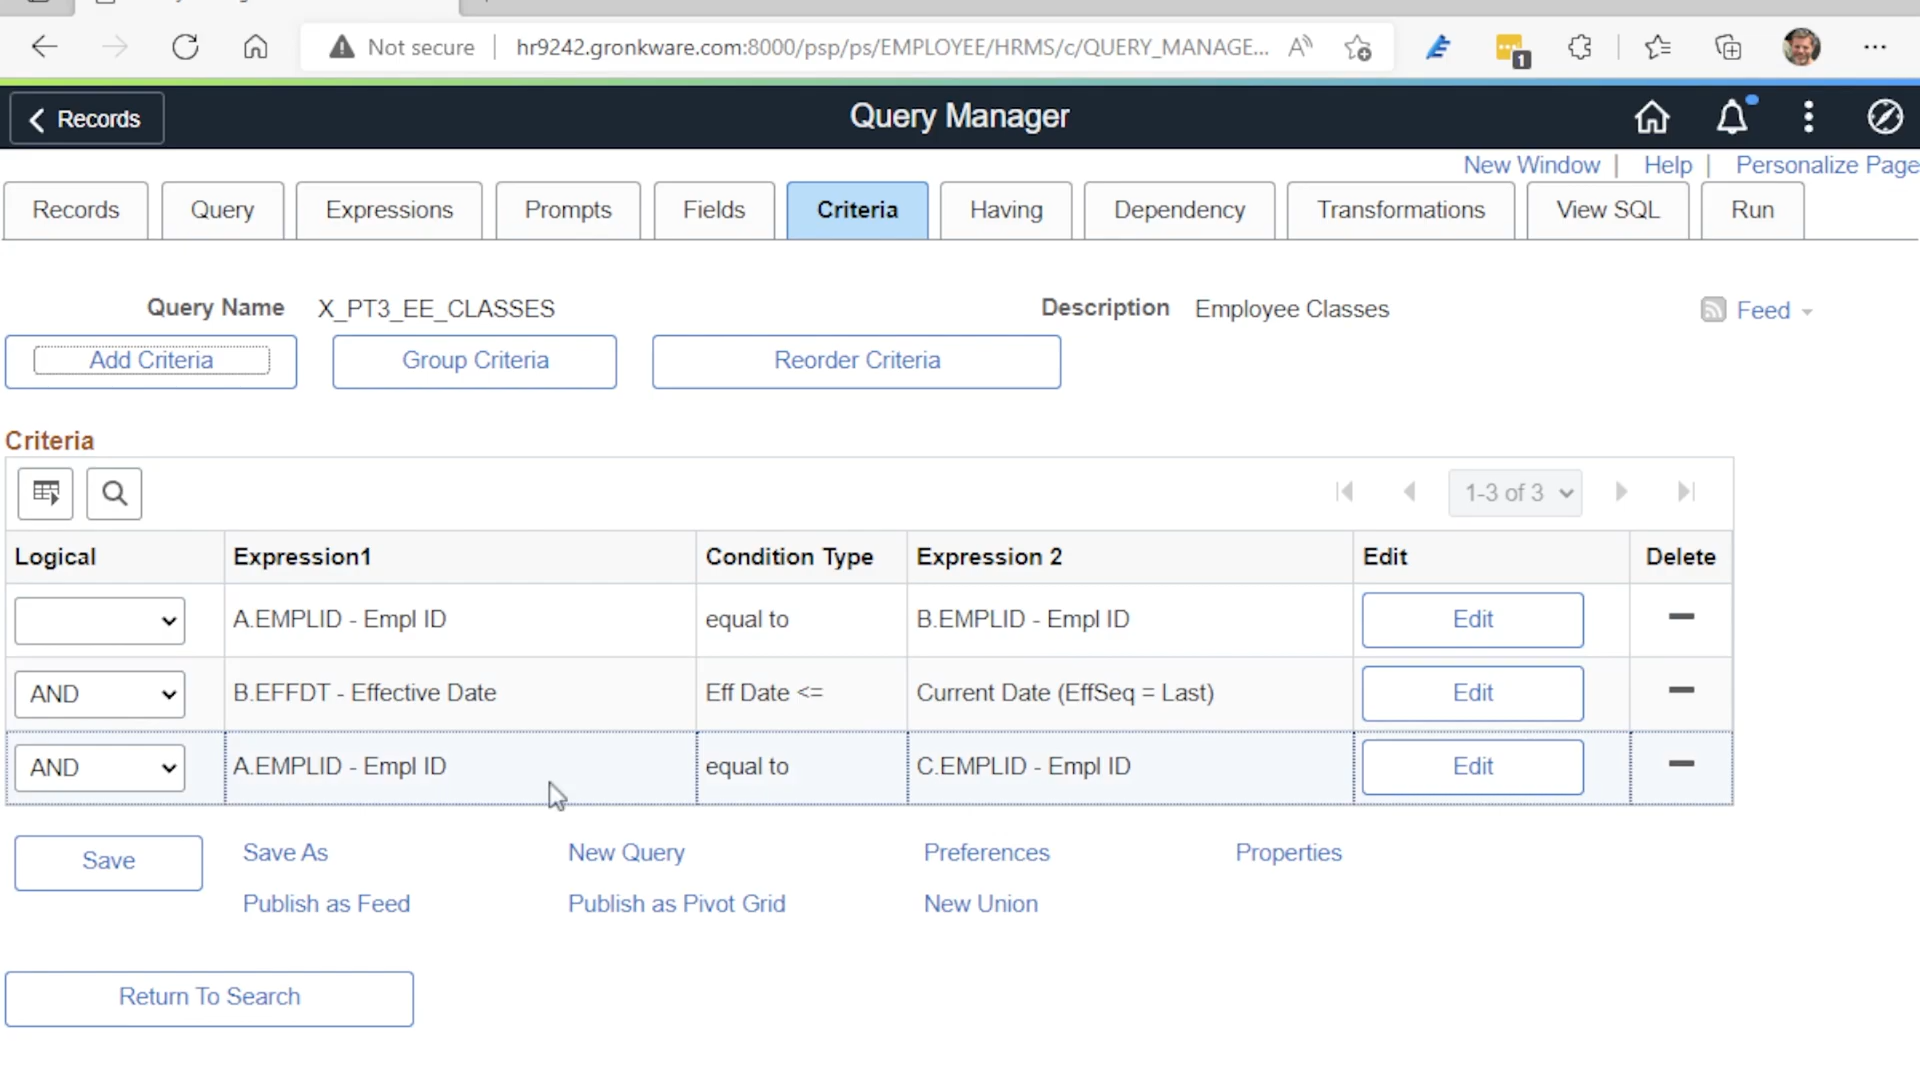 Not secure
hr9242.gronkware.com:8000/psp/ps/EMPLOYEE/HRMS/c/QUERY_MANAGE...
1
Records
Query Manager
New Window | Help | Personalize Page
Records
Query
Expressions
Prompts
Fields
Criteria
Having
Dependency
Transformations
View SQL
Run
Query Name X_PT3_EE_CLASSES
Description Employee Classes
Feed
Add Criteria
Group Criteria
Reorder Criteria
Criteria
1-3 of 3
Logical Expression1 Condition Type Expression 2 Edit Delete
A.EMPLID - Empl ID equal to B.EMPLID - Empl ID Edit
AND B.EFFDT - Effective Date Eff Date <= Current Date (EffSeq = Last) Edit
AND A.EMPLID - Empl ID equal to C.EMPLID - Empl ID Edit
Save
Save As
New Query
Preferences
Properties
Publish as Feed
Publish as Pivot Grid
New Union
Return To Search